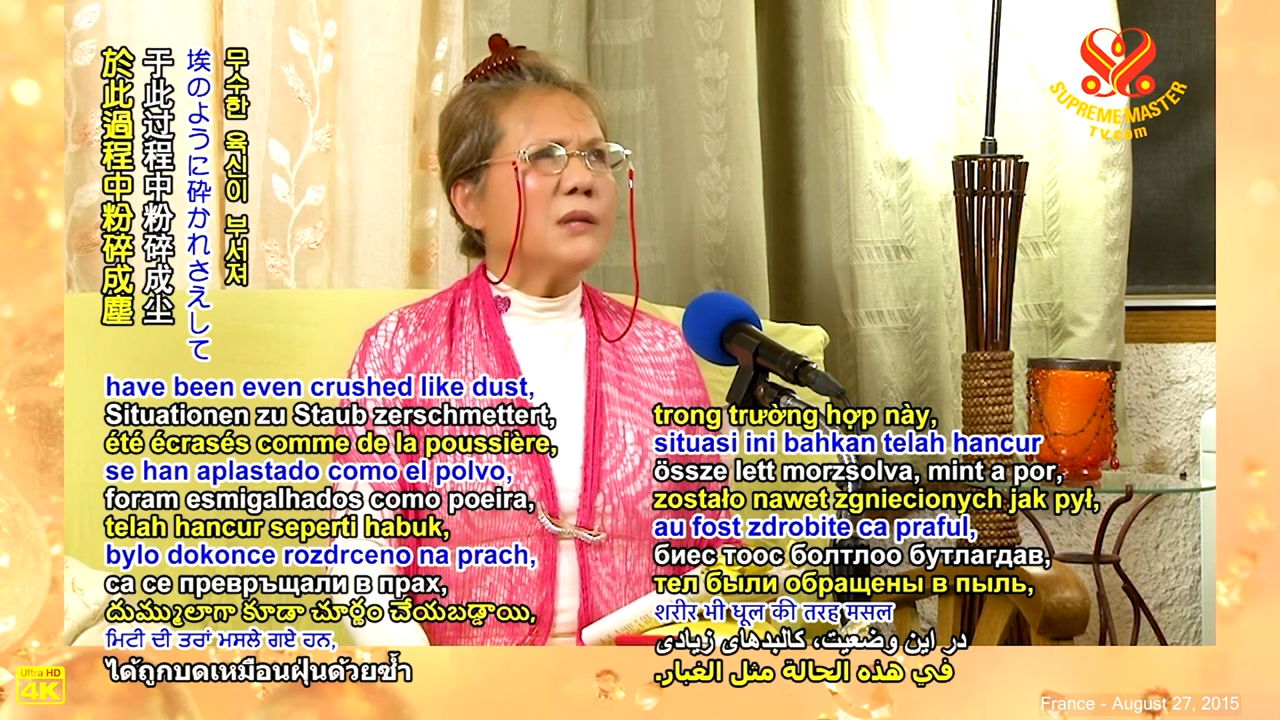 於此過程中粉碎成塵
于此过程中粉碎成尘
埃のように砕かれさえして
무수한 육신이 부서져
SUPREME MASTER
TV.com
have been even crushed like dust,
Situationen zu Staub zerschmettert,
été écrasés comme de la poussière,
se han aplastado como el polvo,
foram esmigalhados como poeira,
telah hancur seperti habuk,
bylo dokonce rozdrceno na prach,
са се превръщали в прах,
దుమ్ములాగా కూడా చూర్ణం చేయబడ్డాయి,
ਮਿਟੀ ਦੀ ਤਰਾਂ ਮਸਲੇ ਗਏ ਹਨ,
ได้ถูกบดเหมือนฝุ่นด้วยซ้ำ
trong trường hợp này,
situasi ini bahkan telah hancur
össze lett morzsolva, mint a por,
zostało nawet zgniecionych jak pył,
au fost zdrobite ca praful,
биес тоос болтлоо бутлагдав,
тел были обращены в пыль,
शरीर भी धूल की तरह मसल
در این وضعیت، کالبدهای زیادی
في هذه الحالة مثل الغبار.
Ultra HD
4K
France - August 27, 2015